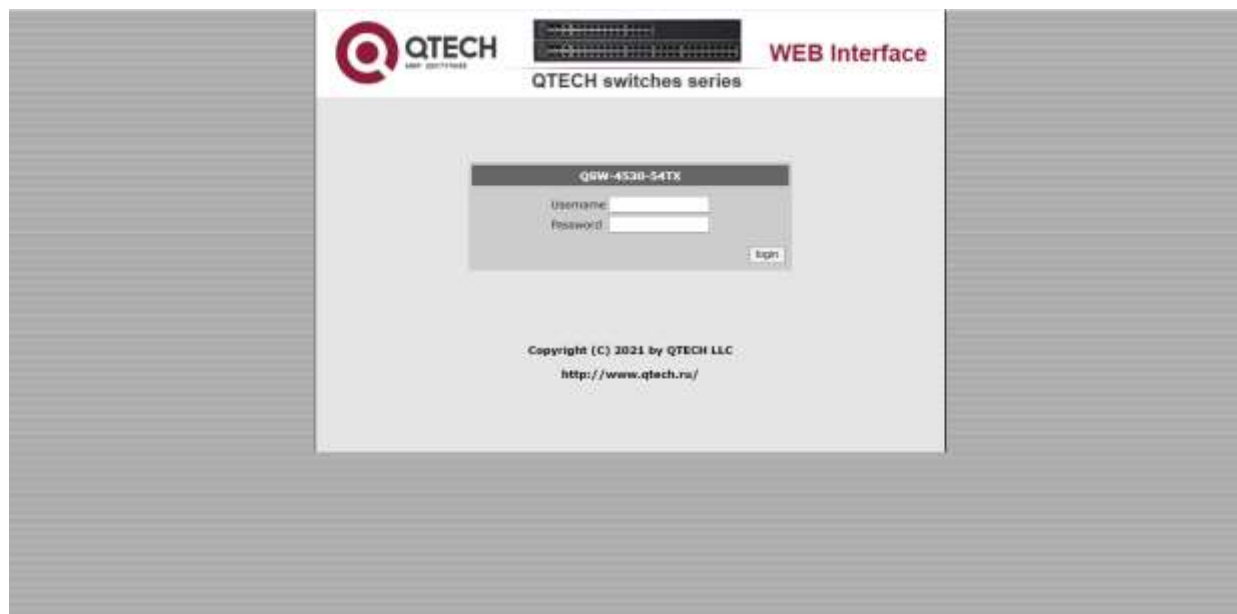 QTECH
WEB Interface
QTECH switches series
QSW-4530-54TX
Username
Password
login
Copyright (C) 2021 by QTECH LLC
http://www.qtech.ru/